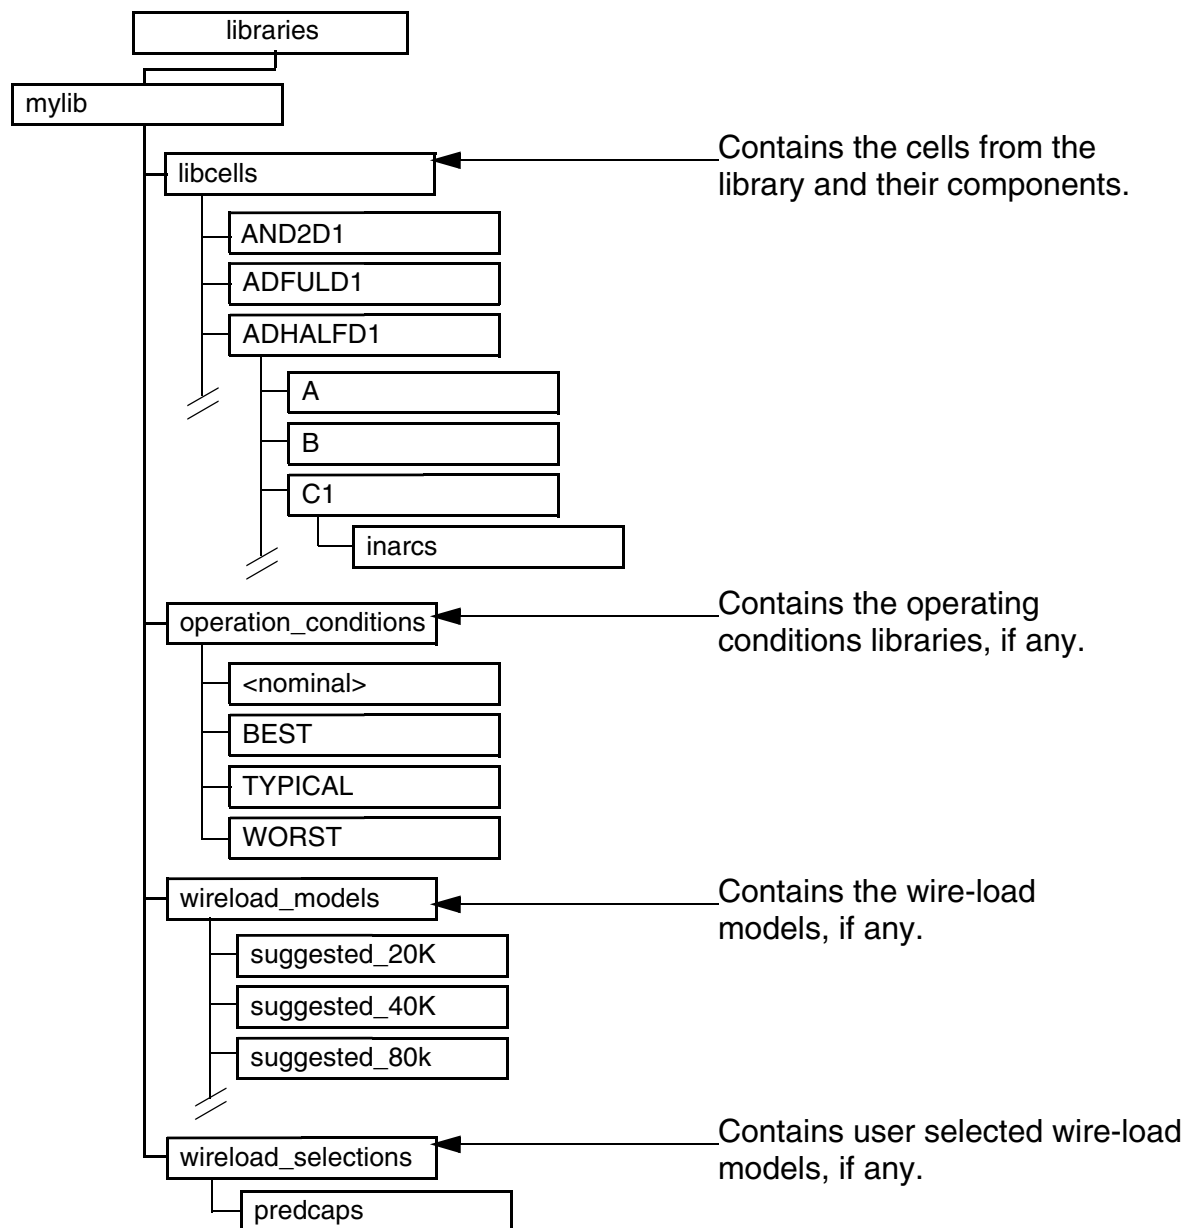 libraries
mylib
libcells
Contains the cells from the
library and their components.
AND2D1
ADFULD1
ADHALFD1
A
B
C1
inarcs
operation_conditions
Contains the operating
conditions libraries, if any.
<nominal>
BEST
TYPICAL
WORST
wireload_models
Contains the wire-load
models, if any.
suggested_20K
suggested_40K
suggested_80k
wireload_selections
Contains user selected wire-load
models, if any.
predcaps